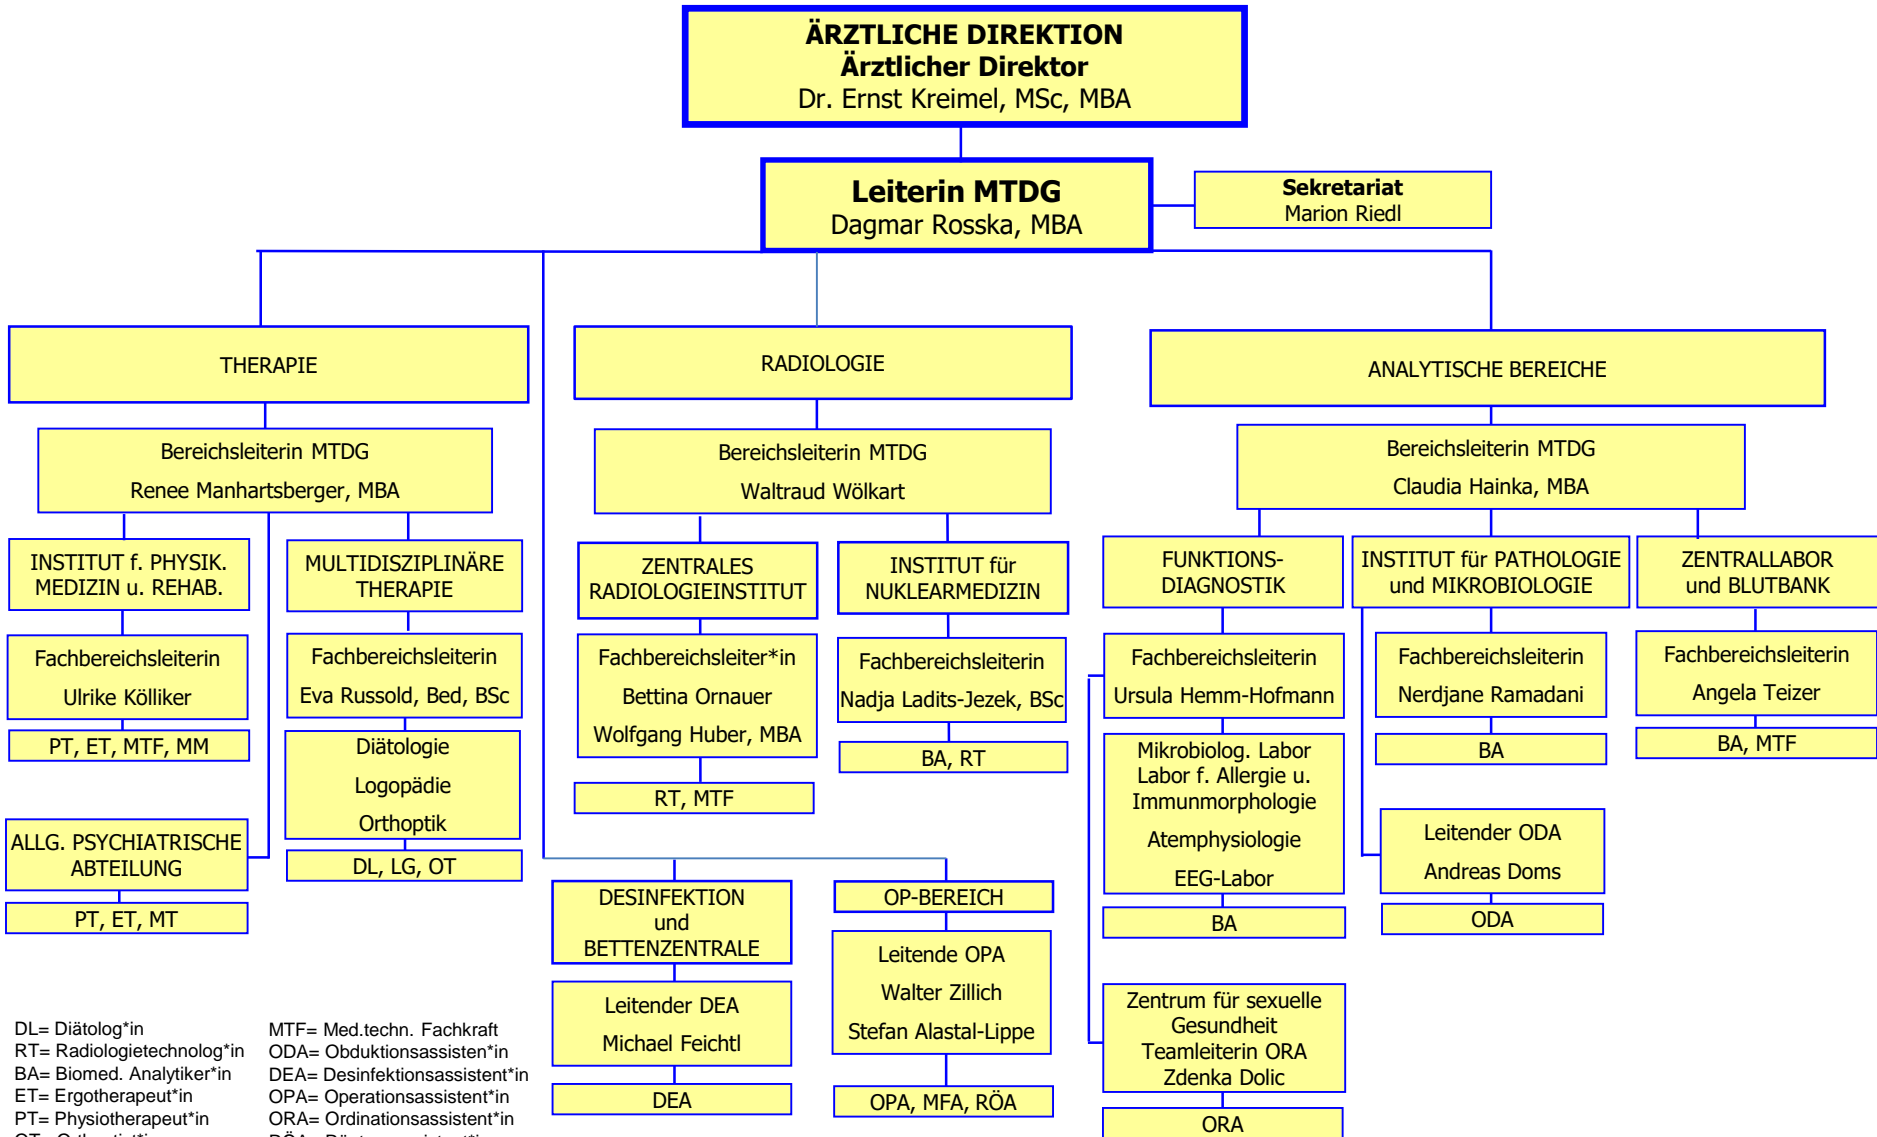 ÄRZTLICHE DIREKTION
Ärztlicher Direktor
Dr. Ernst Kreimel, MSc, MBA
Leiterin MTDG
Dagmar Rosska, MBA
Sekretariat
Marion Riedl
THERAPIE
Bereichsleiterin MTDG
Renee Manhartsberger, MBA
INSTITUT f. PHYSIK.
MEDIZIN u. REHAB.
Fachbereichsleiterin
Ulrike Kölliker
PT, ET, MTF, MM
ALLG. PSYCHIATRISCHE
ABTEILUNG
PT, ET, MT
MULTIDISZIPLINÄRE
THERAPIE
Fachbereichsleiterin
Eva Russold, Bed, BSc
Diätologie
Logopädie
Orthoptik
DL, LG, OT
RADIOLOGIE
Bereichsleiterin MTDG
Waltraud Wölkart
ZENTRALES
RADIOLOGIEINSTITUT
Fachbereichsleiter*in
Bettina Ornauer
Wolfgang Huber, MBA
RT, MTF
INSTITUT für
NUKLEARMEDIZIN
Fachbereichsleiterin
Nadja Ladits-Jezek, BSc
BA, RT
DESINFEKTION
und
BETTENZENTRALE
Leitender DEA
Michael Feichtl
DEA
OP-BEREICH
Leitende OPA
Walter Zillich
Stefan Alastal-Lippe
OPA, MFA, RÖA
ANALYTISCHE BEREICHE
Bereichsleiterin MTDG
Claudia Hainka, MBA
FUNKTIONS-
DIAGNOSTIK
Fachbereichsleiterin
Ursula Hemm-Hofmann
Mikrobiolog. Labor
Labor f. Allergie u.
Immunmorphologie
Atemphysiologie
EEG-Labor
BA
Zentrum für sexuelle
Gesundheit
Teamleiterin ORA
Zdenka Dolic
ORA
INSTITUT für PATHOLOGIE
und MIKROBIOLOGIE
Fachbereichsleiterin
Nerdjane Ramadani
BA
Leitender ODA
Andreas Doms
ODA
ZENTRALLABOR
und BLUTBANK
Fachbereichsleiterin
Angela Teizer
BA, MTF
DL= Diätolog*in
RT= Radiologietechnolog*in
BA= Biomed. Analytiker*in
ET= Ergotherapeut*in
PT= Physiotherapeut*in
MTF= Med.techn. Fachkraft
ODA= Obduktionsassisten*in
DEA= Desinfektionsassistent*in
OPA= Operationsassistent*in
ORA= Ordinationsassistent*in